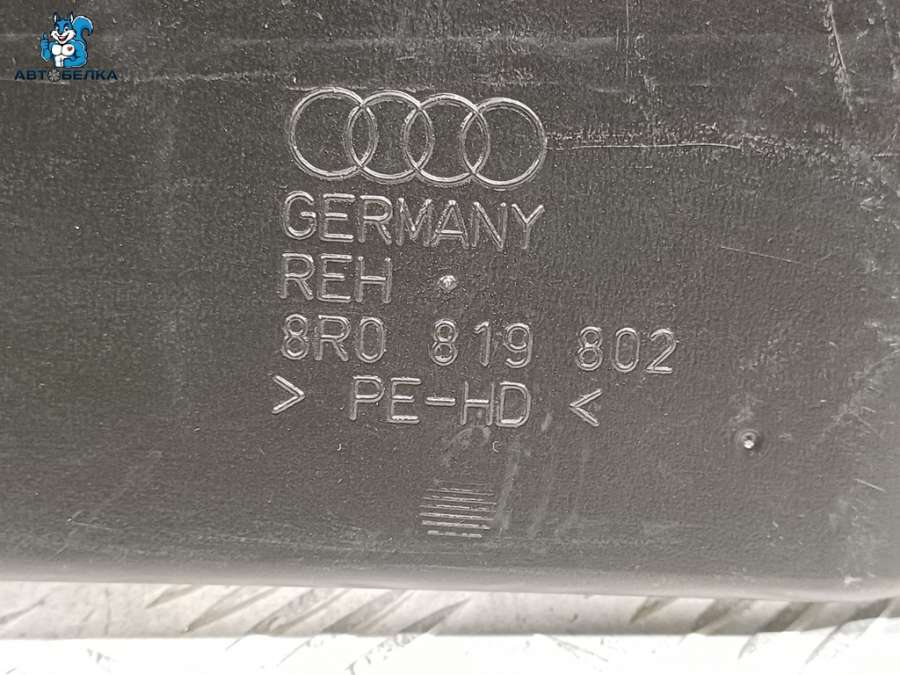 АВТОБЕЛКА
GERMANY
REH
8R0 819 802
> PE-HD <